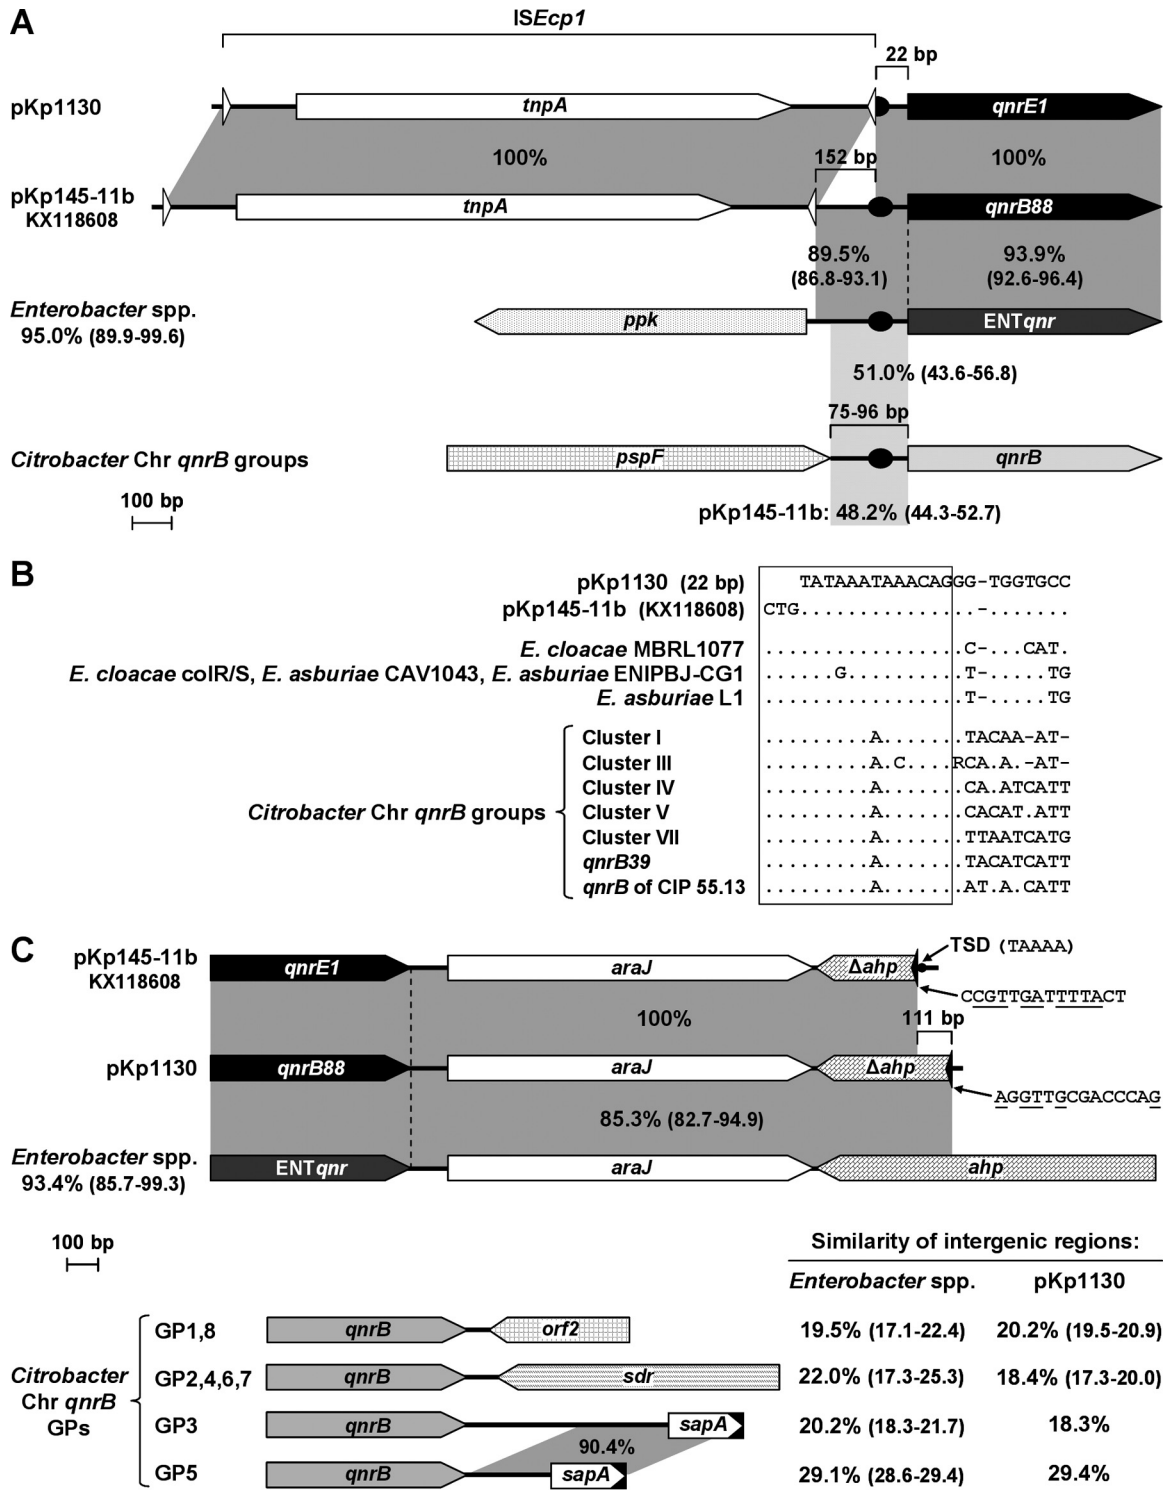 A
ISEcp1
22 bp
pKp1130
tnpA
qnrE1
100%
152 bp
100%
pKp145-11b
KX118608
tnpA
qnrB88
89.5%
(86.8-93.1)
93.9%
(92.6-96.4)
Enterobacter spp.
95.0% (89.9-99.6)
ppk
ENTqnr
51.0% (43.6-56.8)
75-96 bp
Citrobacter Chr qnrB groups
pspF
qnrB
100 bp
pKp145-11b: 48.2% (44.3-52.7)
B
pKp1130 (22 bp) TATAAATAAACAGGG-TGGTGCC
pKp145-11b (KX118608) CTG................-.......
E. cloacae MBRL1077 .................C-...CAT.
E. cloacae colR/S, E. asburiae CAV1043, E. asburiae ENIPBJ-CG1 ......G..........T-.....TG
E. asburiae L1 .................T-.....TG
Citrobacter Chr qnrB groups
Cluster I .........A.......TACAA-AT-
Cluster III .........A.C....RCA.A.-AT-
Cluster IV .........A.......CA.ATCATT
Cluster V .........A.......CACAT.ATT
Cluster VII .........A.......TTAATCATG
qnrB39 .........A.......TACATCATT
qnrB of CIP 55.13 .........A.......AT.A.CATT
C
pKp145-11b
KX118608
qnrE1
araJ
Δahp
TSD (TAAAA)
CCGTTGATTTTACT
100%
111 bp
pKp1130
qnrB88
araJ
Δahp
AGGTTGCGACCCAG
85.3% (82.7-94.9)
Enterobacter spp.
93.4% (85.7-99.3)
ENTqnr
araJ
ahp
100 bp
Similarity of intergenic regions:
Enterobacter spp. pKp1130
Citrobacter
Chr qnrB
GPs
GP1,8 qnrB orf2 19.5% (17.1-22.4) 20.2% (19.5-20.9)
GP2,4,6,7 qnrB sdr 22.0% (17.3-25.3) 18.4% (17.3-20.0)
GP3 qnrB sapA 20.2% (18.3-21.7) 18.3%
90.4%
GP5 qnrB sapA 29.1% (28.6-29.4) 29.4%